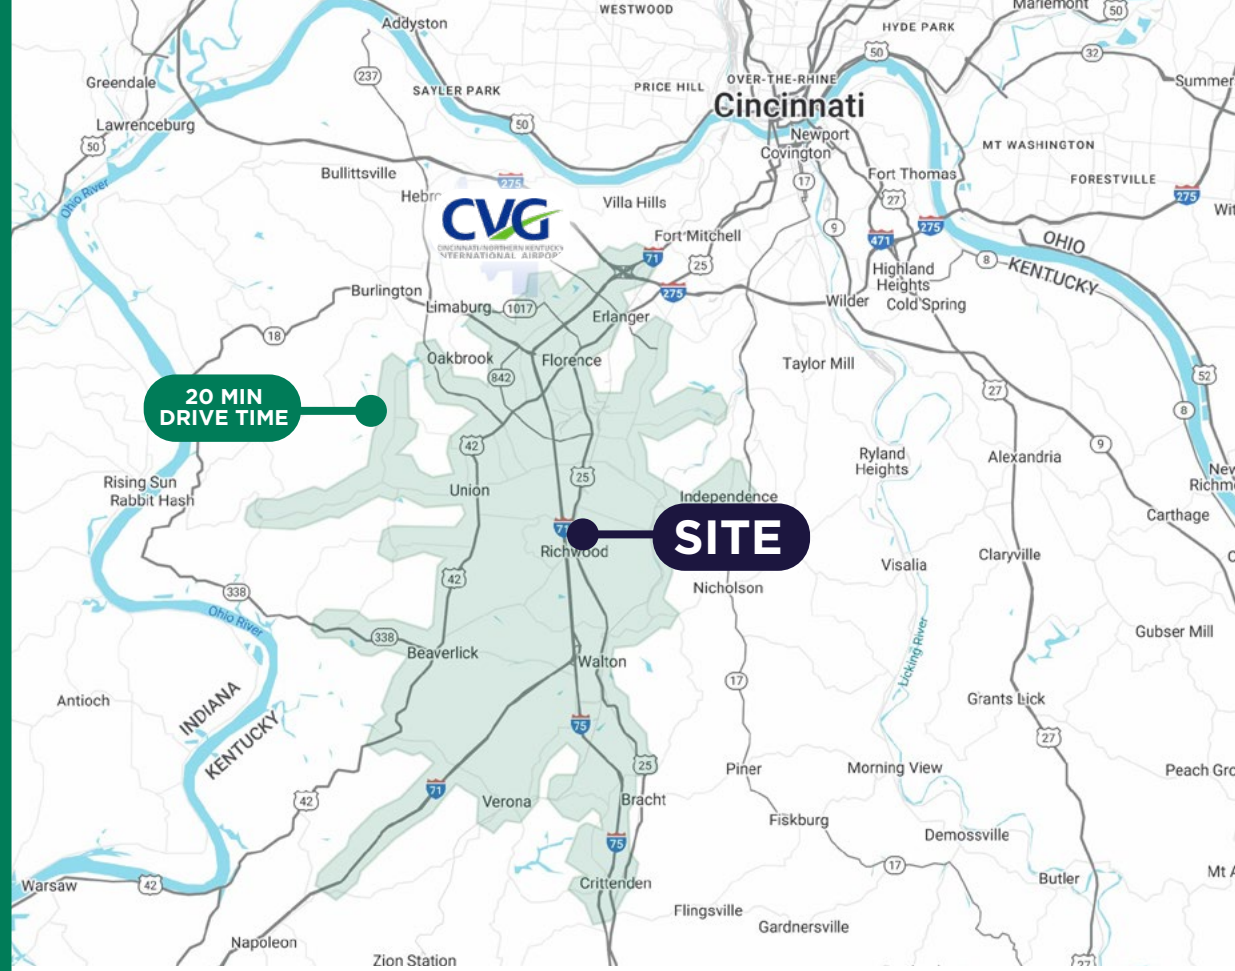 WESTWOOD
Mariemont
50
Addyston
HYDE PARK
50
32
Greendale
237
SAYLER PARK
PRICE HILL
OVER-THE-RHINE
Cincinnati
Summer
Lawrenceburg
50
50
Newport
Covington
MT WASHINGTON
Bullittsville
275
17
Fort Thomas
FORESTVILLE
Ohio River
Hebr
CVG
CINCINNATI/NORTHERN KENTUCKY
INTERNATIONAL AIRPOR
Villa Hills
27
275
Wit
Fort Mitchell
9
471
275
OHIO
KENTUCKY
71
25
8
Highland
Heights
Burlington
275
Limaburg
1017
Wilder
Cold Spring
Erlanger
18
Oakbrook
Florence
Taylor Mill
842
52
20 MIN
DRIVE TIME
27
8
42
9
Ryland
Heights
Alexandria
Rising Sun
Rabbit Hash
Union
25
Independence
New
Richm
Carthage
71
SITE
Richwood
Claryville
Visalia
42
338
Nicholson
Ohio River
338
Beaverlick
Licking River
Gubser Mill
Walton
17
Antioch
INDIANA
KENTUCKY
Grants Lick
75
27
25
Piner
Morning View
Peach Gro
71
42
Verona
Bracht
Fiskburg
Demossville
75
17
Warsaw
42
Crittenden
Butler
Mt A
Flingsville
Gardnersville
Napoleon
Zion Station
27